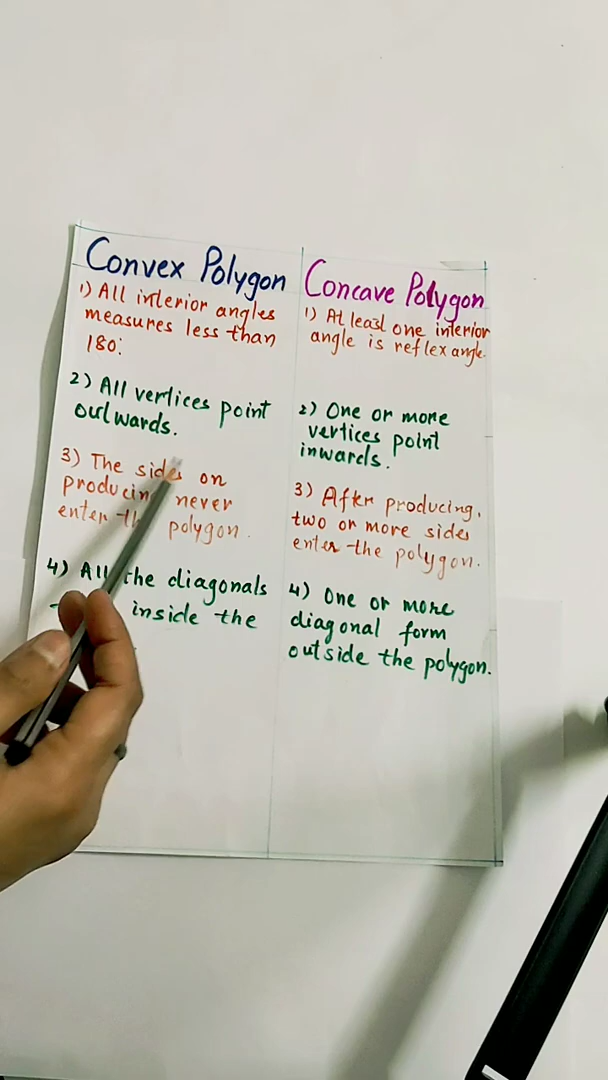 Convex Polygon
1) All interior angles
measures less than
180°.
2) All vertices point
outwards.
3) The sides on
producing never
enter the polygon.
4) All the diagonals
inside the
Concave Polygon
1) At least one interior
angle is reflex angle.
2) One or more
vertices point
inwards.
3) After producing,
two or more sides
enter the polygon.
4) One or more
diagonal form
outside the polygon.